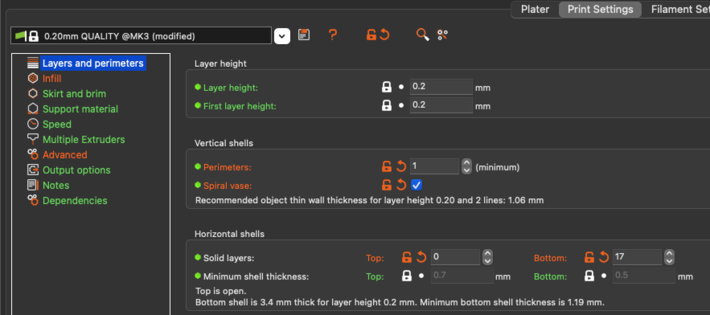 Plater Print Settings Filament Set
0.20mm QUALITY @MK3 (modified)
Layers and perimeters
Infill
Skirt and brim
Support material
Speed
Multiple Extruders
Advanced
Output options
Notes
Dependencies
Layer height
Layer height: 0.2 mm
First layer height: 0.2 mm
Vertical shells
Perimeters: 1 (minimum)
Spiral vase:
Recommended object thin wall thickness for layer height 0.20 and 2 lines: 1.06 mm
Horizontal shells
Solid layers: Top: 0 Bottom: 17
Minimum shell thickness: Top: 0.7 mm Bottom: 0.5 mm
Top is open.
Bottom shell is 3.4 mm thick for layer height 0.2 mm. Minimum bottom shell thickness is 1.19 mm.